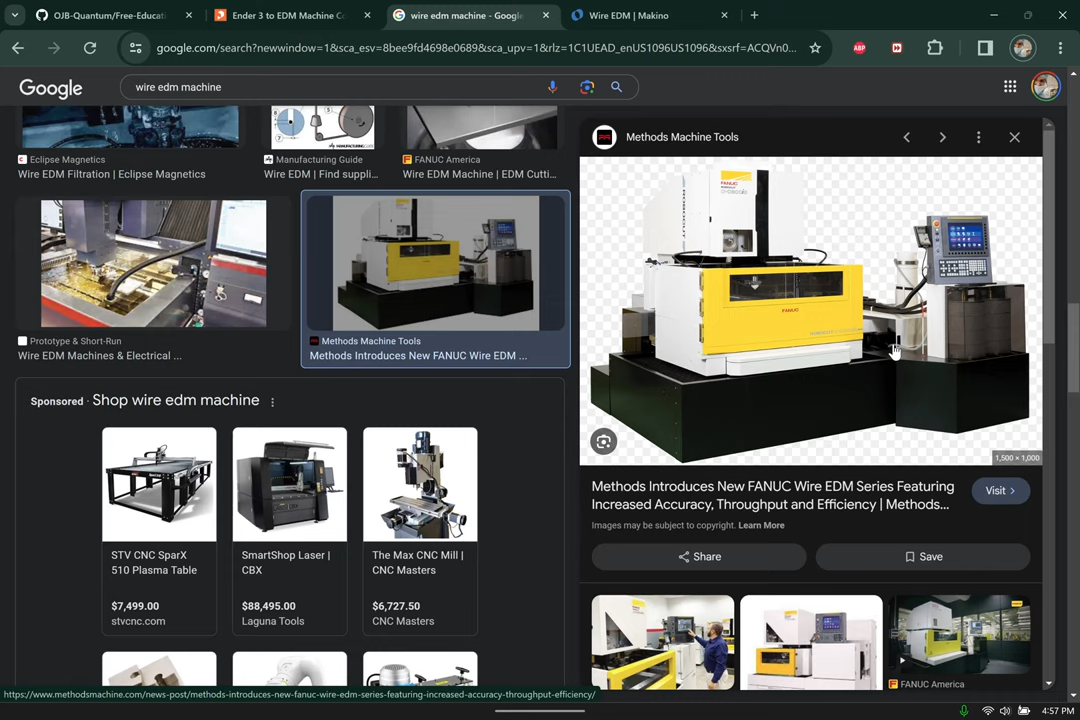 OJB-Quantum/Free-Educati
Ender 3 to EDM Machine Co
wire edm machine - Google
Wire EDM | Makino
google.com/search?newwindow=1&sca_esv=8bee9fd4698e0689&sca_upv=1&rlz=1C1UEAD_enUS1096US1096&sxsrf=ACQVn0...
ABP
Google
wire edm machine
Eclipse Magnetics
Wire EDM Filtration | Eclipse Magnetics
Manufacturing Guide
Wire EDM | Find suppli...
FANUC America
Wire EDM Machine | EDM Cutti...
Prototype & Short-Run
Wire EDM Machines & Electrical ...
Methods Machine Tools
Methods Introduces New FANUC Wire EDM ...
Sponsored · Shop wire edm machine
STV CNC SparX
510 Plasma Table
$7,499.00
stvcnc.com
SmartShop Laser |
CBX
$88,495.00
Laguna Tools
The Max CNC Mill |
CNC Masters
$6,727.50
CNC Masters
Methods Machine Tools
FANUC
ROBOCUT
FANUC
1,500 × 1,000
Methods Introduces New FANUC Wire EDM Series Featuring
Increased Accuracy, Throughput and Efficiency | Methods...
Visit
Images may be subject to copyright. Learn More
Share
Save
FANUC America
https://www.methodsmachine.com/news-post/methods-introduces-new-fanuc-wire-edm-series-featuring-increased-accuracy-throughput-efficiency/
4:57 PM